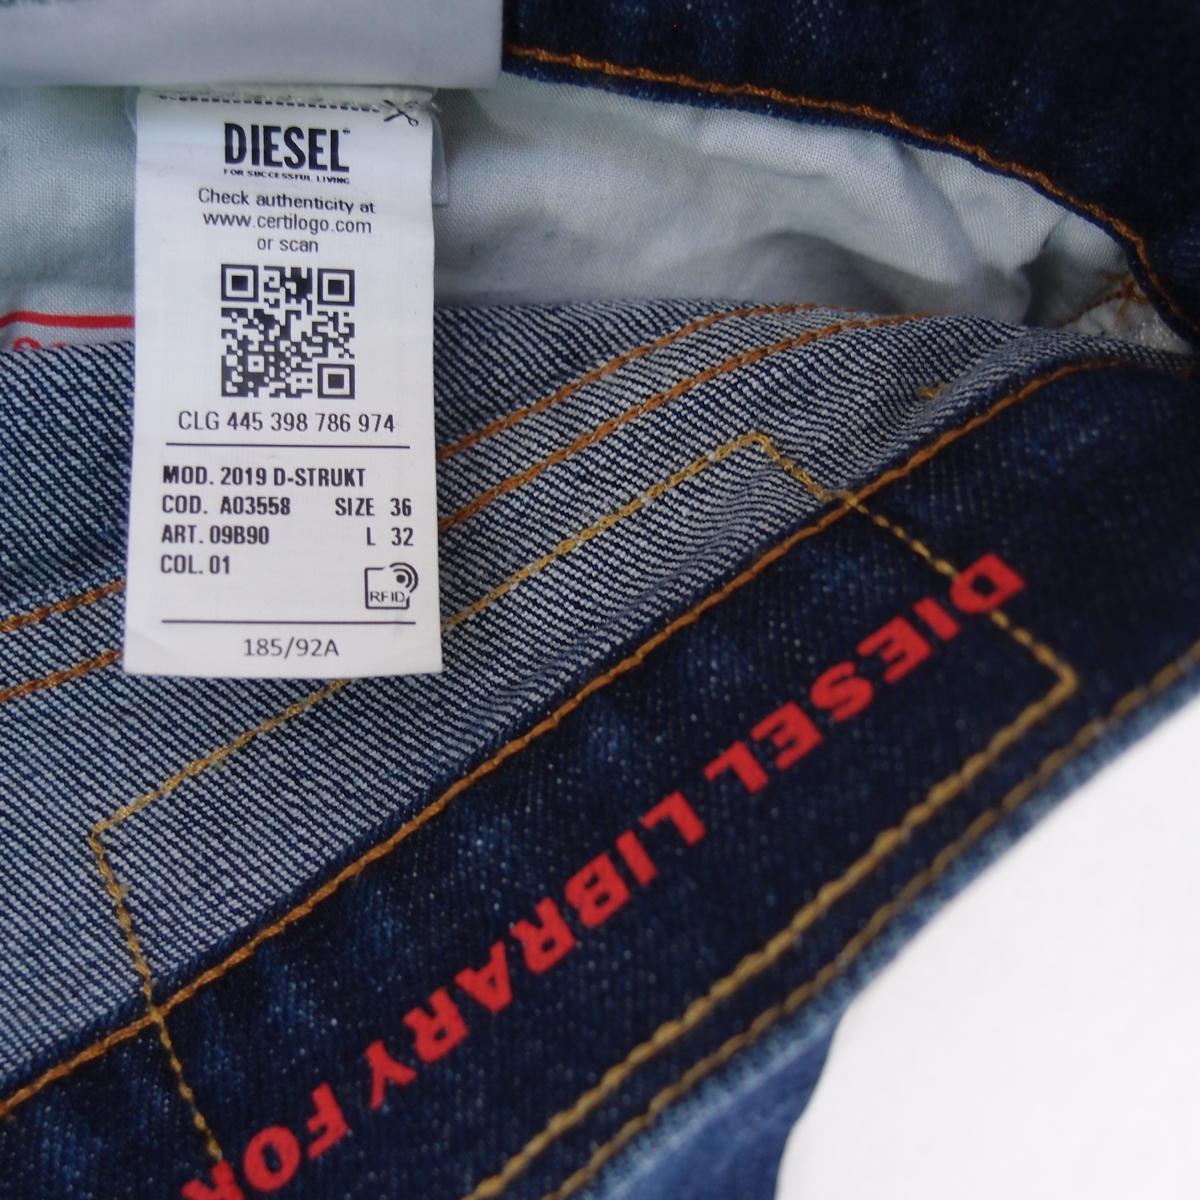 DIESEL
FOR SUCCESSFUL LIVING
Check authenticity at
www.certilogo.com
or scan
CLG 445 398 786 974
MOD. 2019 D-STRUKT
COD. A03558 SIZE 36
ART. 09B90 L 32
COL. 01
RFID
185/92A
DIESEL LIBRARY FOR